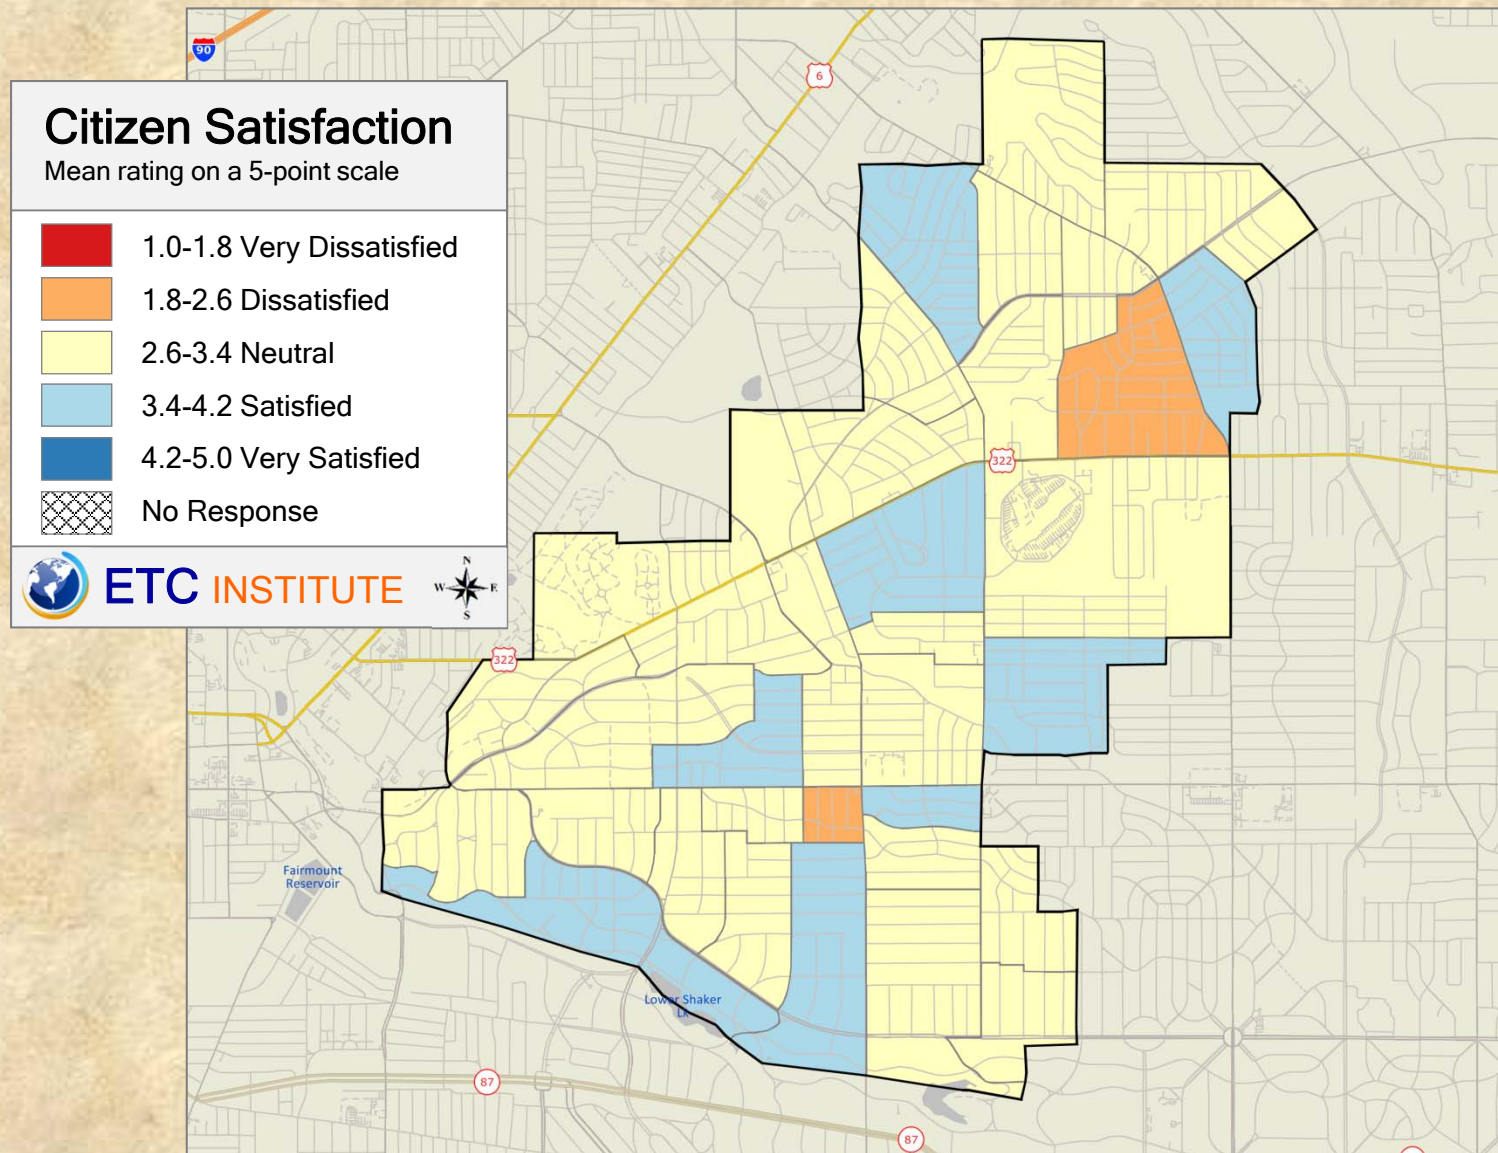 90
6
Citizen Satisfaction
Mean rating on a 5-point scale
1.0-1.8 Very Dissatisfied
1.8-2.6 Dissatisfied
2.6-3.4 Neutral
3.4-4.2 Satisfied
4.2-5.0 Very Satisfied
No Response
ETC INSTITUTE
N
W
E
S
322
322
Fairmount
Reservoir
Lower Shaker
Lk
87
87